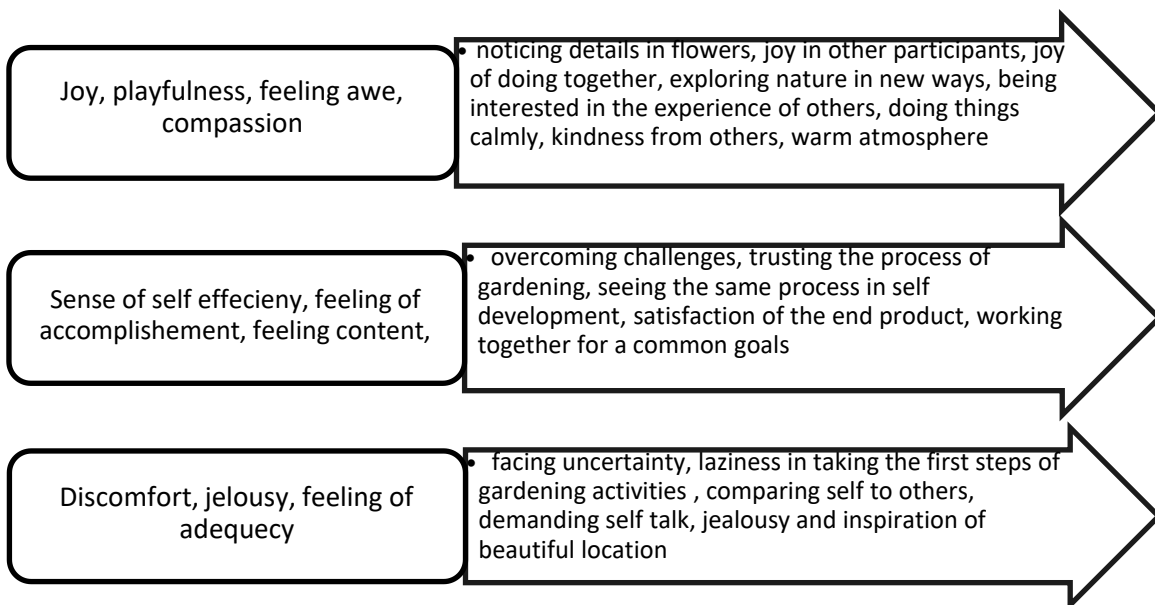 Joy, playfulness, feeling awe,
compassion
• noticing details in flowers, joy in other participants, joy
of doing together, exploring nature in new ways, being
interested in the experience of others, doing things
calmly, kindness from others, warm atmosphere
Sense of self effecieny, feeling of
accomplishement, feeling content,
• overcoming challenges, trusting the process of
gardening, seeing the same process in self
development, satisfaction of the end product, working
together for a common goals
Discomfort, jelousy, feeling of
adequecy
• facing uncertainty, laziness in taking the first steps of
gardening activities , comparing self to others,
demanding self talk, jealousy and inspiration of
beautiful location